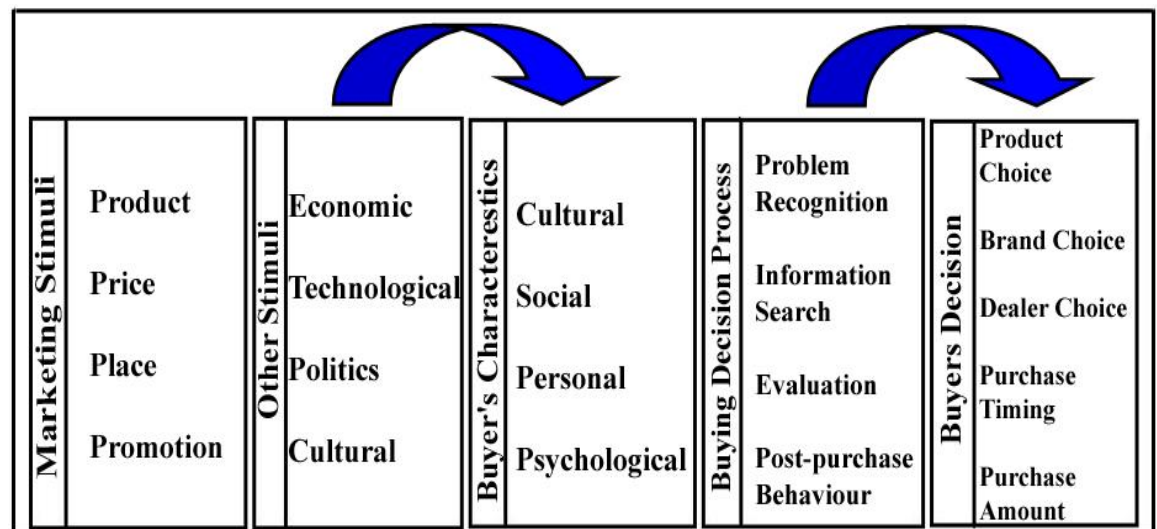 Marketing Stimuli
Product
Price
Place
Promotion
Other Stimuli
Economic
Technological
Politics
Cultural
Buyer's Characterestics
Cultural
Social
Personal
Psychological
Buying Decision Process
Problem
Recognition
Information
Search
Evaluation
Post-purchase
Behaviour
Buyers Decision
Product
Choice
Brand Choice
Dealer Choice
Purchase
Timing
Purchase
Amount